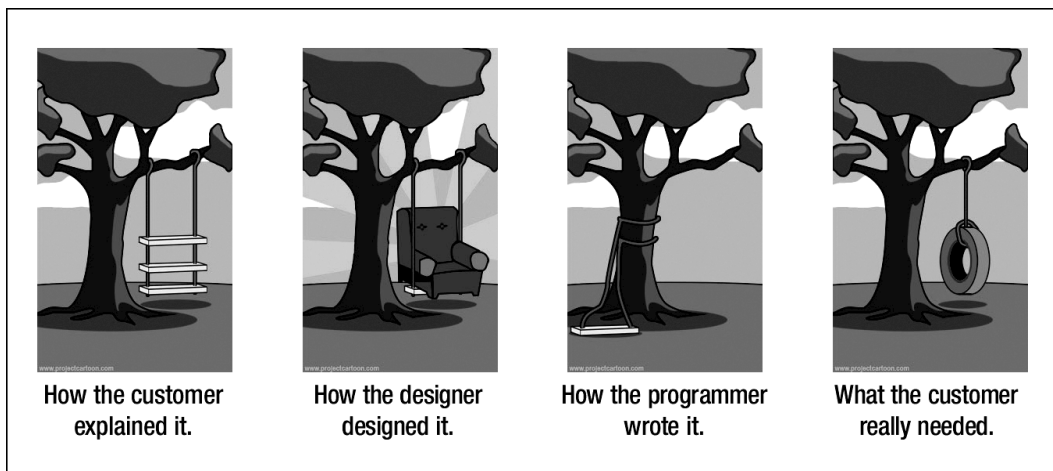 www.projectcartoon.com
www.projectcartoon.com
www.projectcartoon.com
www.projectcartoon.com
How the customer
explained it.
How the designer
designed it.
How the programmer
wrote it.
What the customer
really needed.